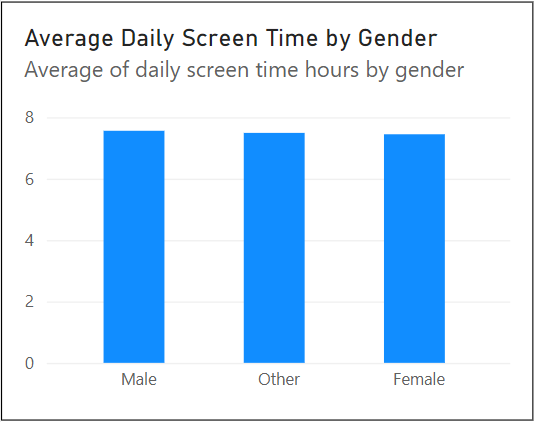 Average Daily Screen Time by Gender
Average of daily screen time hours by gender
8
6
4
2
0
Male Other Female